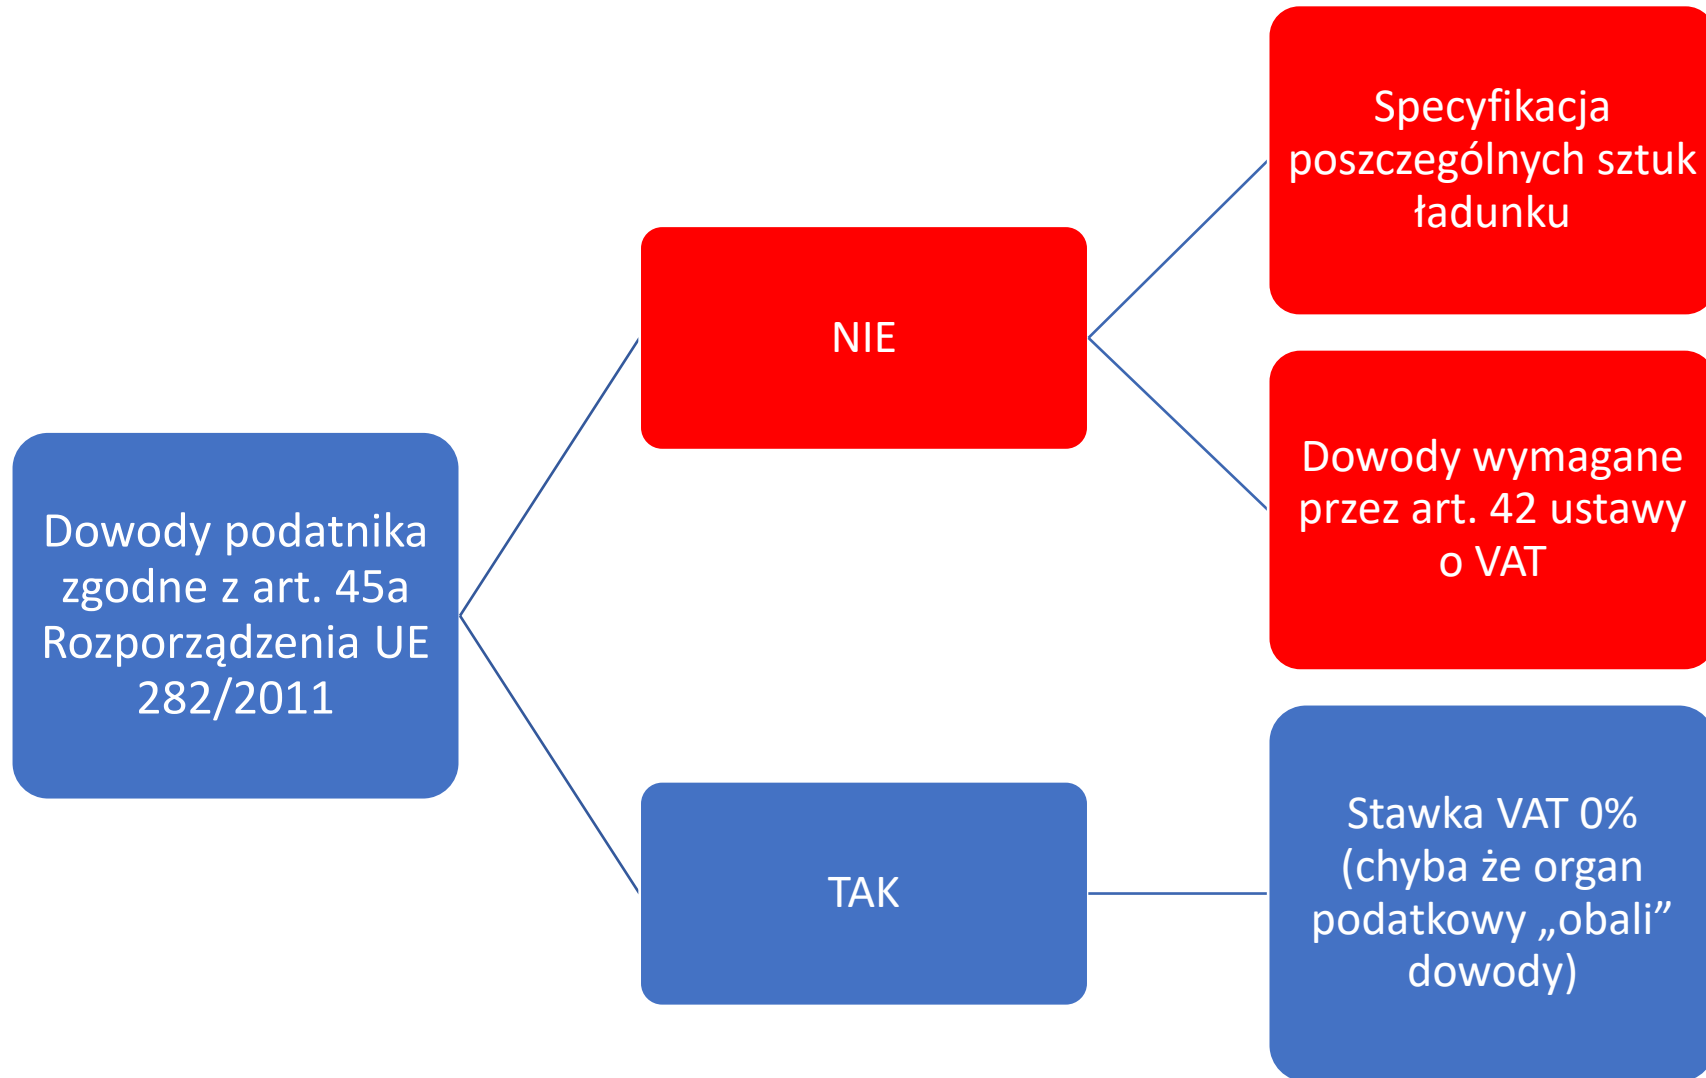 Dowody podatnika
zgodne z art. 45a
Rozporządzenia UE
282/2011
NIE
Specyfikacja
poszczególnych sztuk
ładunku
Dowody wymagane
przez art. 42 ustawy
o VAT
TAK
Stawka VAT 0%
(chyba że organ
podatkowy „obali”
dowody)